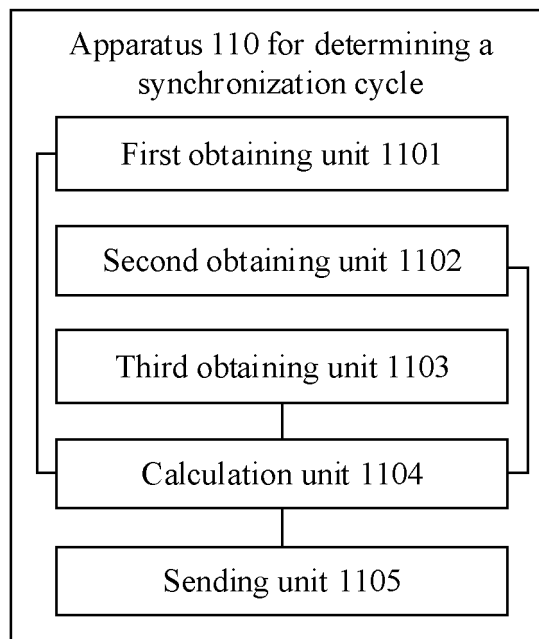 Apparatus 110 for determining a
synchronization cycle
First obtaining unit 1101
Second obtaining unit 1102
Third obtaining unit 1103
Calculation unit 1104
Sending unit 1105